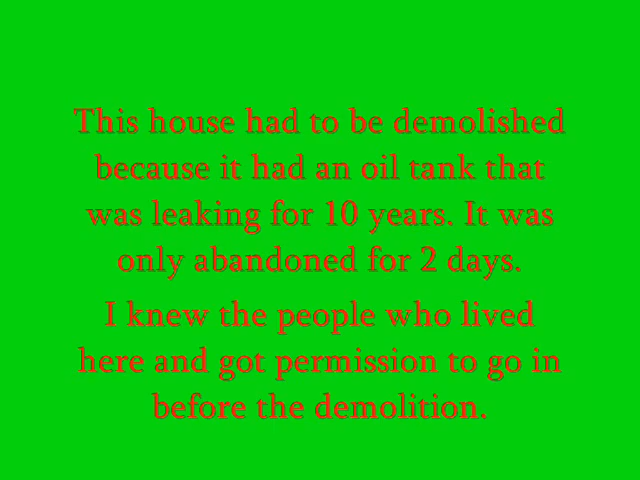 This house had to be demolished
because it had an oil tank that
was leaking for 10 years. It was
only abandoned for 2 days.
I knew the people who lived
here and got permission to go in
before the demolition.